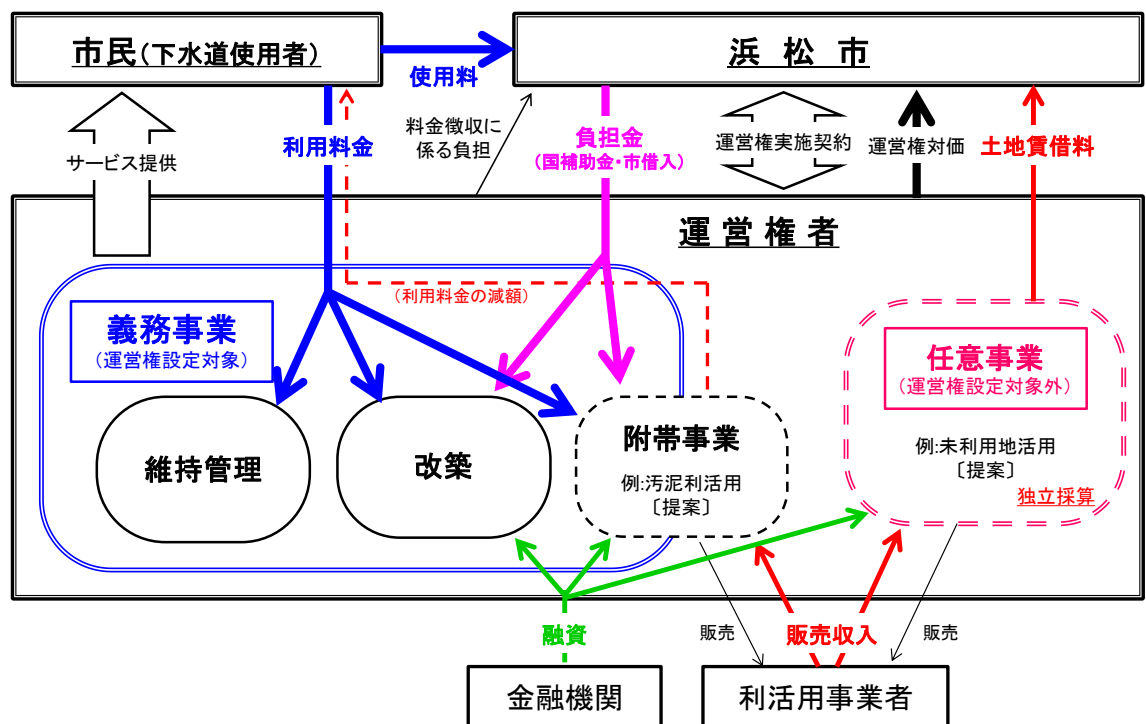 市民(下水道使用者)
浜松市
使用料
利用料金
サービス提供
料金徴収に
係る負担
負担金
(国補助金・市借入)
運営権実施契約
運営権対価
土地賃借料
運営権者
(利用料金の減額)
義務事業
(運営権設定対象)
任意事業
(運営権設定対象外)
維持管理
改築
附帯事業
例:汚泥利活用
〔提案〕
例:未利用地活用
〔提案〕
独立採算
融資
販売
販売収入
販売
金融機関
利活用事業者